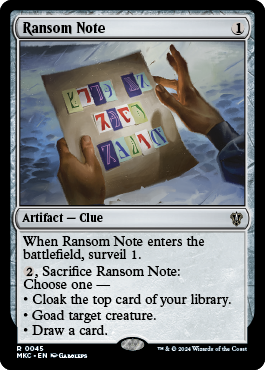 Ransom Note 1
Artifact — Clue
When Ransom Note enters the
battlefield, surveil 1.
2, Sacrifice Ransom Note:
Choose one —
• Cloak the top card of your library.
• Goad target creature.
• Draw a card.
R 0045
™ & © 2024 Wizards of the Coast
MKC • EN Gaboleps